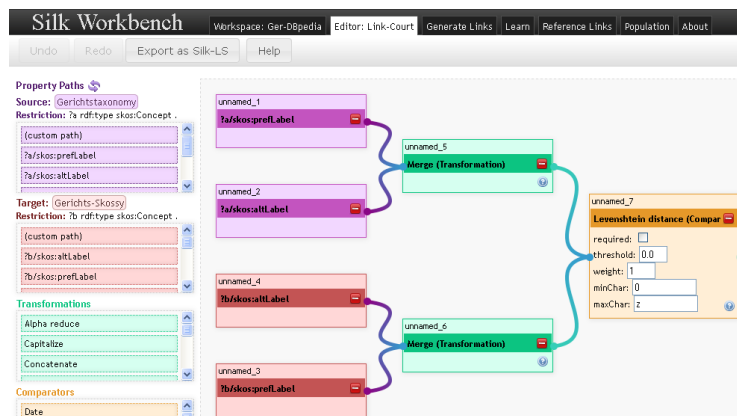 Silk Workbench
Workspace: Ger-DBpedia
Editor: Link-Court
Generate Links
Learn
Reference Links
Population
About
Undo
Redo
Export as Silk-LS
Help
Property Paths
Source: Gerichtstaxonomy
Restriction: ?a rdf:type skos:Concept .
(custom path)
?a/skos:prefLabel
?a/skos:altLabel
Target: Gerichts-Skossy
Restriction: ?b rdf:type skos:Concept .
(custom path)
?b/skos:altLabel
?b/skos:prefLabel
Transformations
Alpha reduce
Capitalize
Concatenate
Comparators
Date
unnamed_1
?a/skos:prefLabel
unnamed_2
?a/skos:altLabel
unnamed_4
?b/skos:altLabel
unnamed_3
?b/skos:prefLabel
unnamed_5
Merge (Transformation)
unnamed_6
Merge (Transformation)
unnamed_7
Levenshtein distance (Compar
required:
threshold: 0.0
weight: 1
minChar: 0
maxChar: z